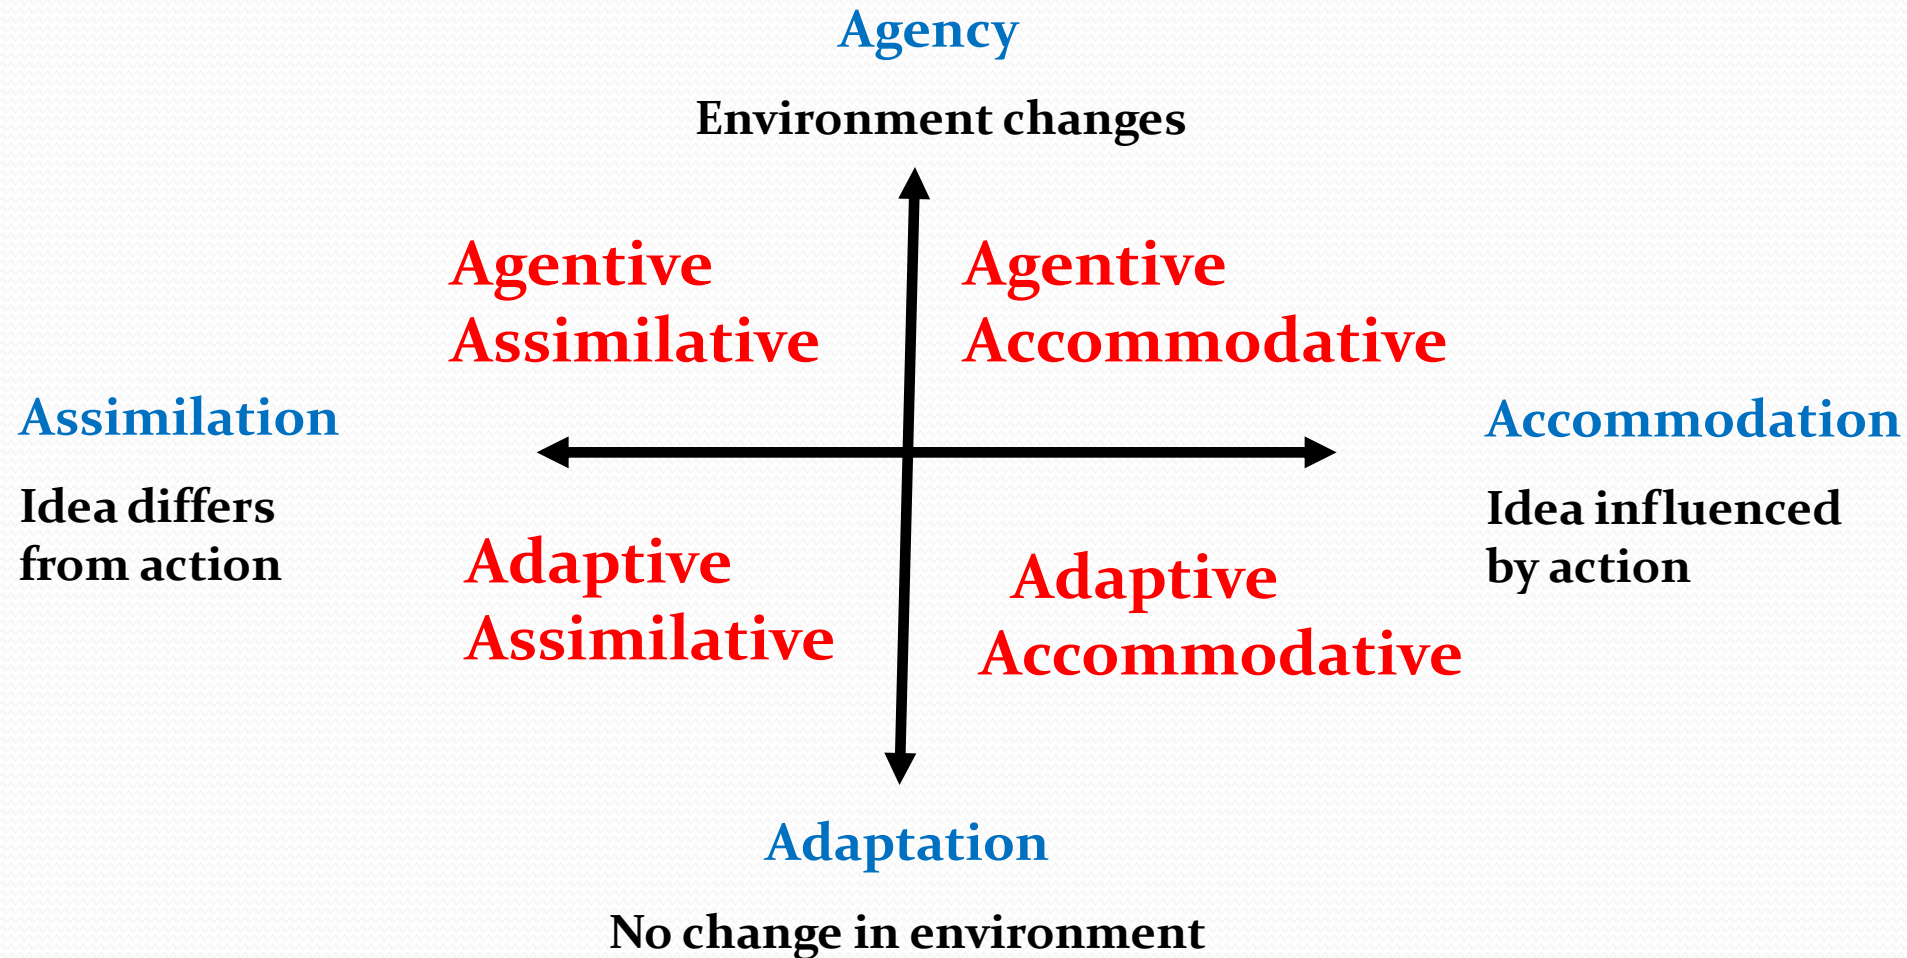 Agency
Environment changes
Agentive
Assimilative
Agentive
Accommodative
Assimilation
Idea differs
from action
Accommodation
Idea influenced
by action
Adaptive
Assimilative
Adaptive
Accommodative
Adaptation
No change in environment